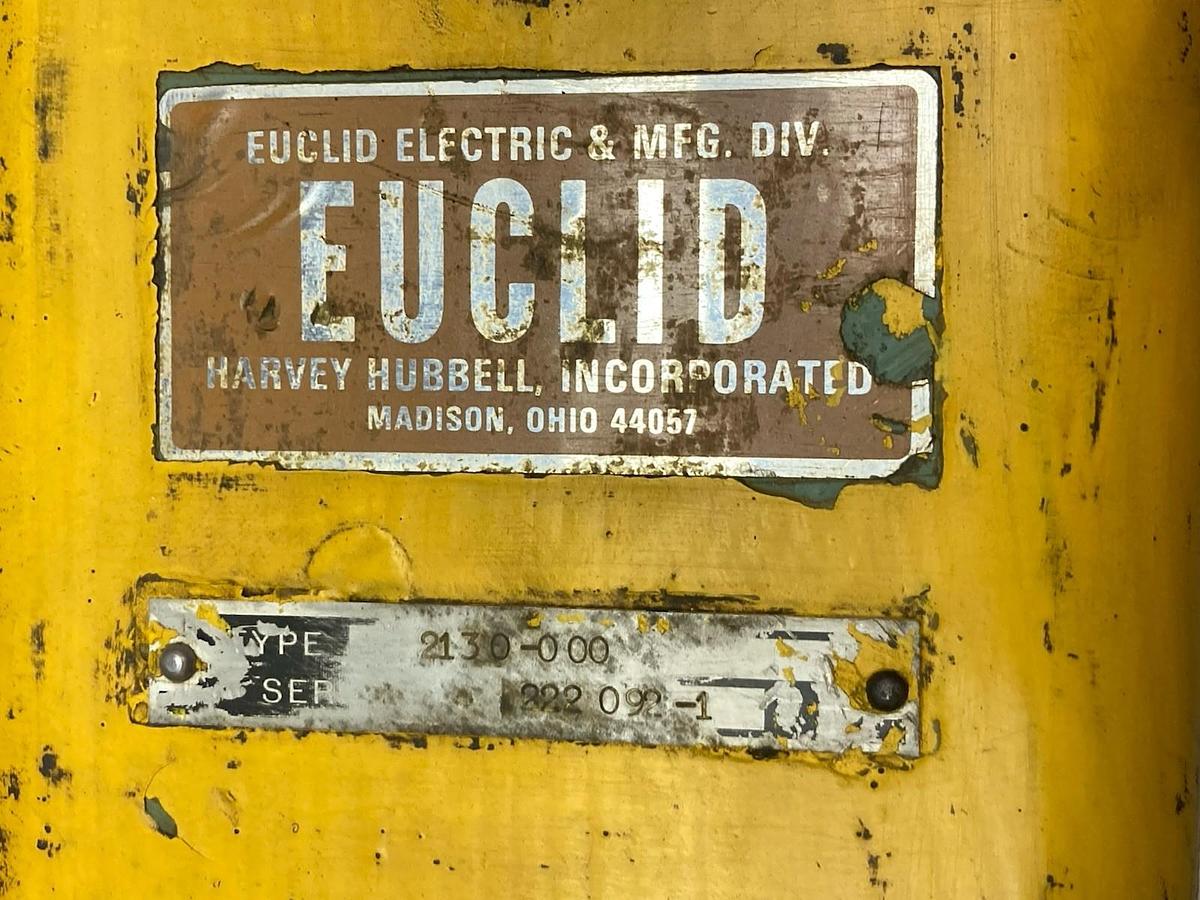 EUCLID ELECTRIC & MFG. DIV.
EUCLID
HARVEY HUBBELL, INCORPORATED
MADISON, OHIO 44057
TYPE 2130-000
SER 222 092-1